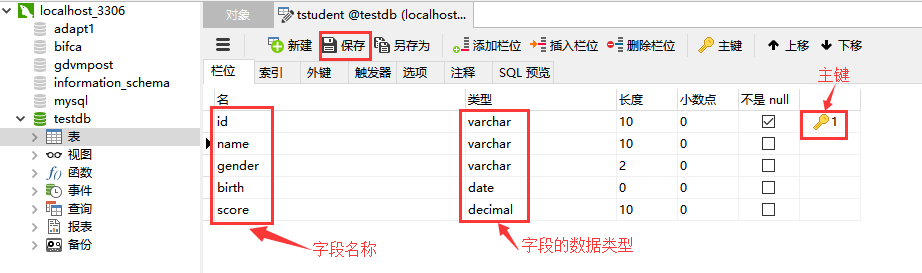 localhost_3306
adapt1
bifca
gdvmpost
information_schema
mysql
testdb
表
视图
函数
事件
查询
报表
备份
对象 tstudent @testdb (localhost...
新建 保存 另存为 添加栏位 插入栏位 删除栏位 主键 上移 下移
栏位 索引 外键 触发器 选项 注释 SQL 预览
主键
名 类型 长度 小数点 不是 null
id varchar 10 0 1
name varchar 10 0
gender varchar 2 0
birth date 0 0
score decimal 10 0
字段名称 字段的数据类型